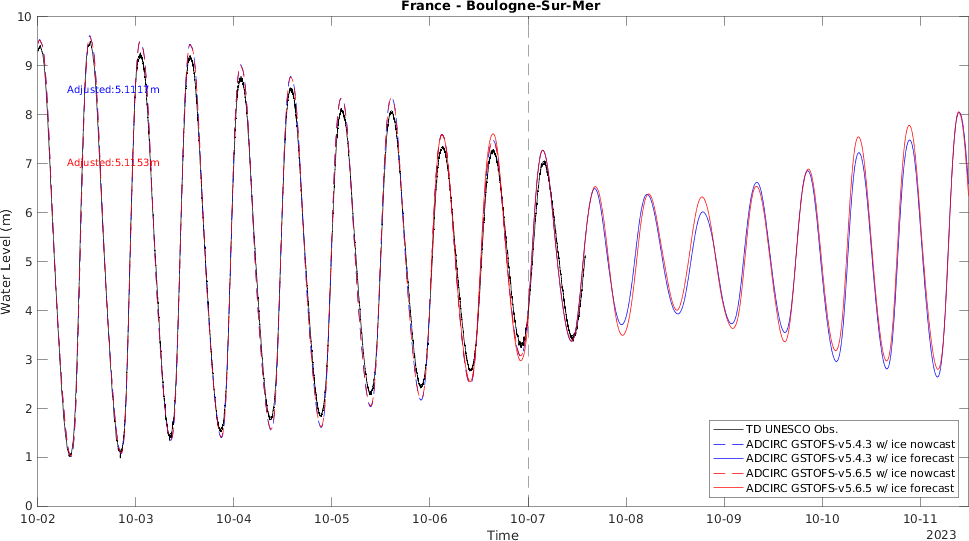 France - Boulogne-Sur-Mer
10
9
8
7
6
5
4
3
2
1
0
Water Level (m)
Adjusted:5.1117m
Adjusted:5.1153m
TD UNESCO Obs.
ADCIRC GSTOFS-v5.4.3 w/ ice nowcast
ADCIRC GSTOFS-v5.4.3 w/ ice forecast
ADCIRC GSTOFS-v5.6.5 w/ ice nowcast
ADCIRC GSTOFS-v5.6.5 w/ ice forecast
10-02 10-03 10-04 10-05 10-06 10-07 10-08 10-09 10-10 10-11
Time
2023